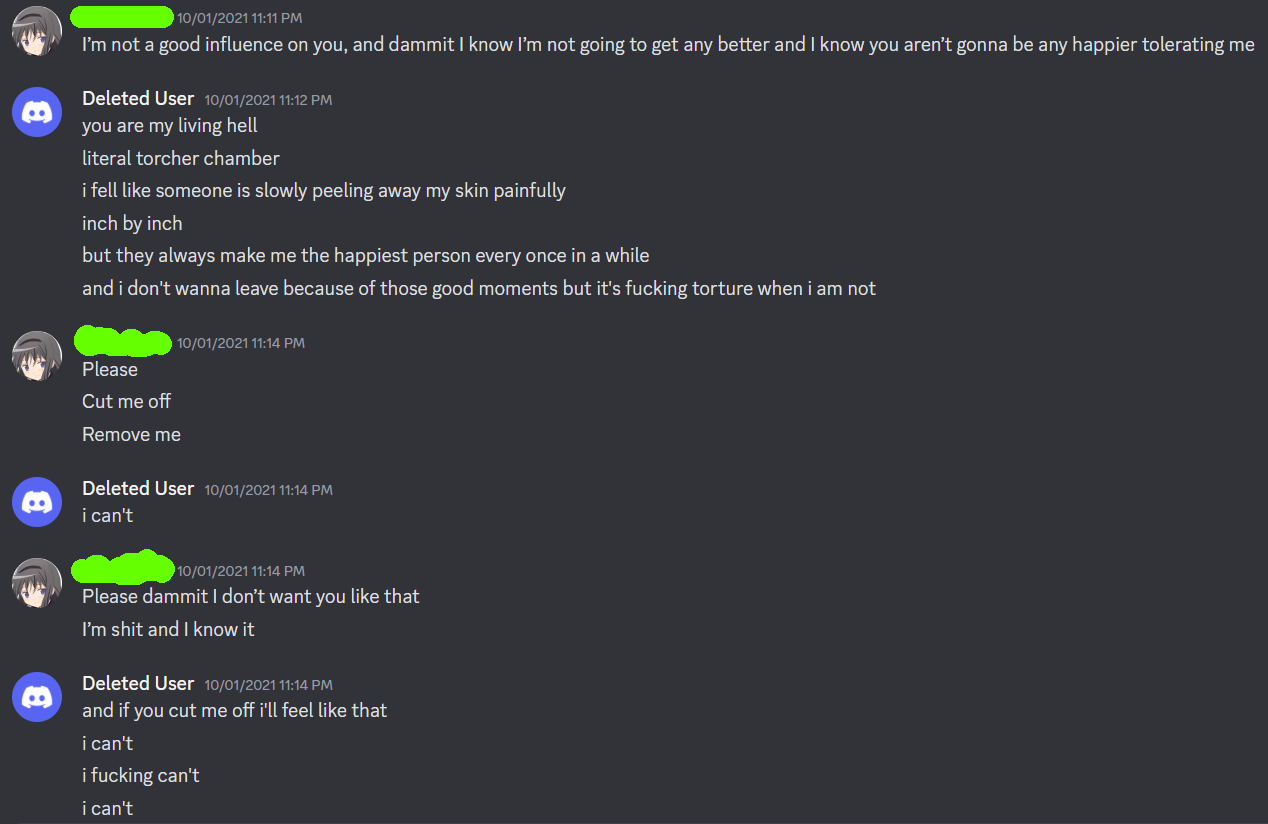 10/01/2021 11:11 PM
I’m not a good influence on you, and dammit I know I’m not going to get any better and I know you aren’t gonna be any happier tolerating me
Deleted User 10/01/2021 11:12 PM
you are my living hell
literal torcher chamber
i fell like someone is slowly peeling away my skin painfully
inch by inch
but they always make me the happiest person every once in a while
and i don't wanna leave because of those good moments but it's fucking torture when i am not
10/01/2021 11:14 PM
Please
Cut me off
Remove me
Deleted User 10/01/2021 11:14 PM
i can't
10/01/2021 11:14 PM
Please dammit I don’t want you like that
I’m shit and I know it
Deleted User 10/01/2021 11:14 PM
and if you cut me off i'll feel like that
i can't
i fucking can't
i can't